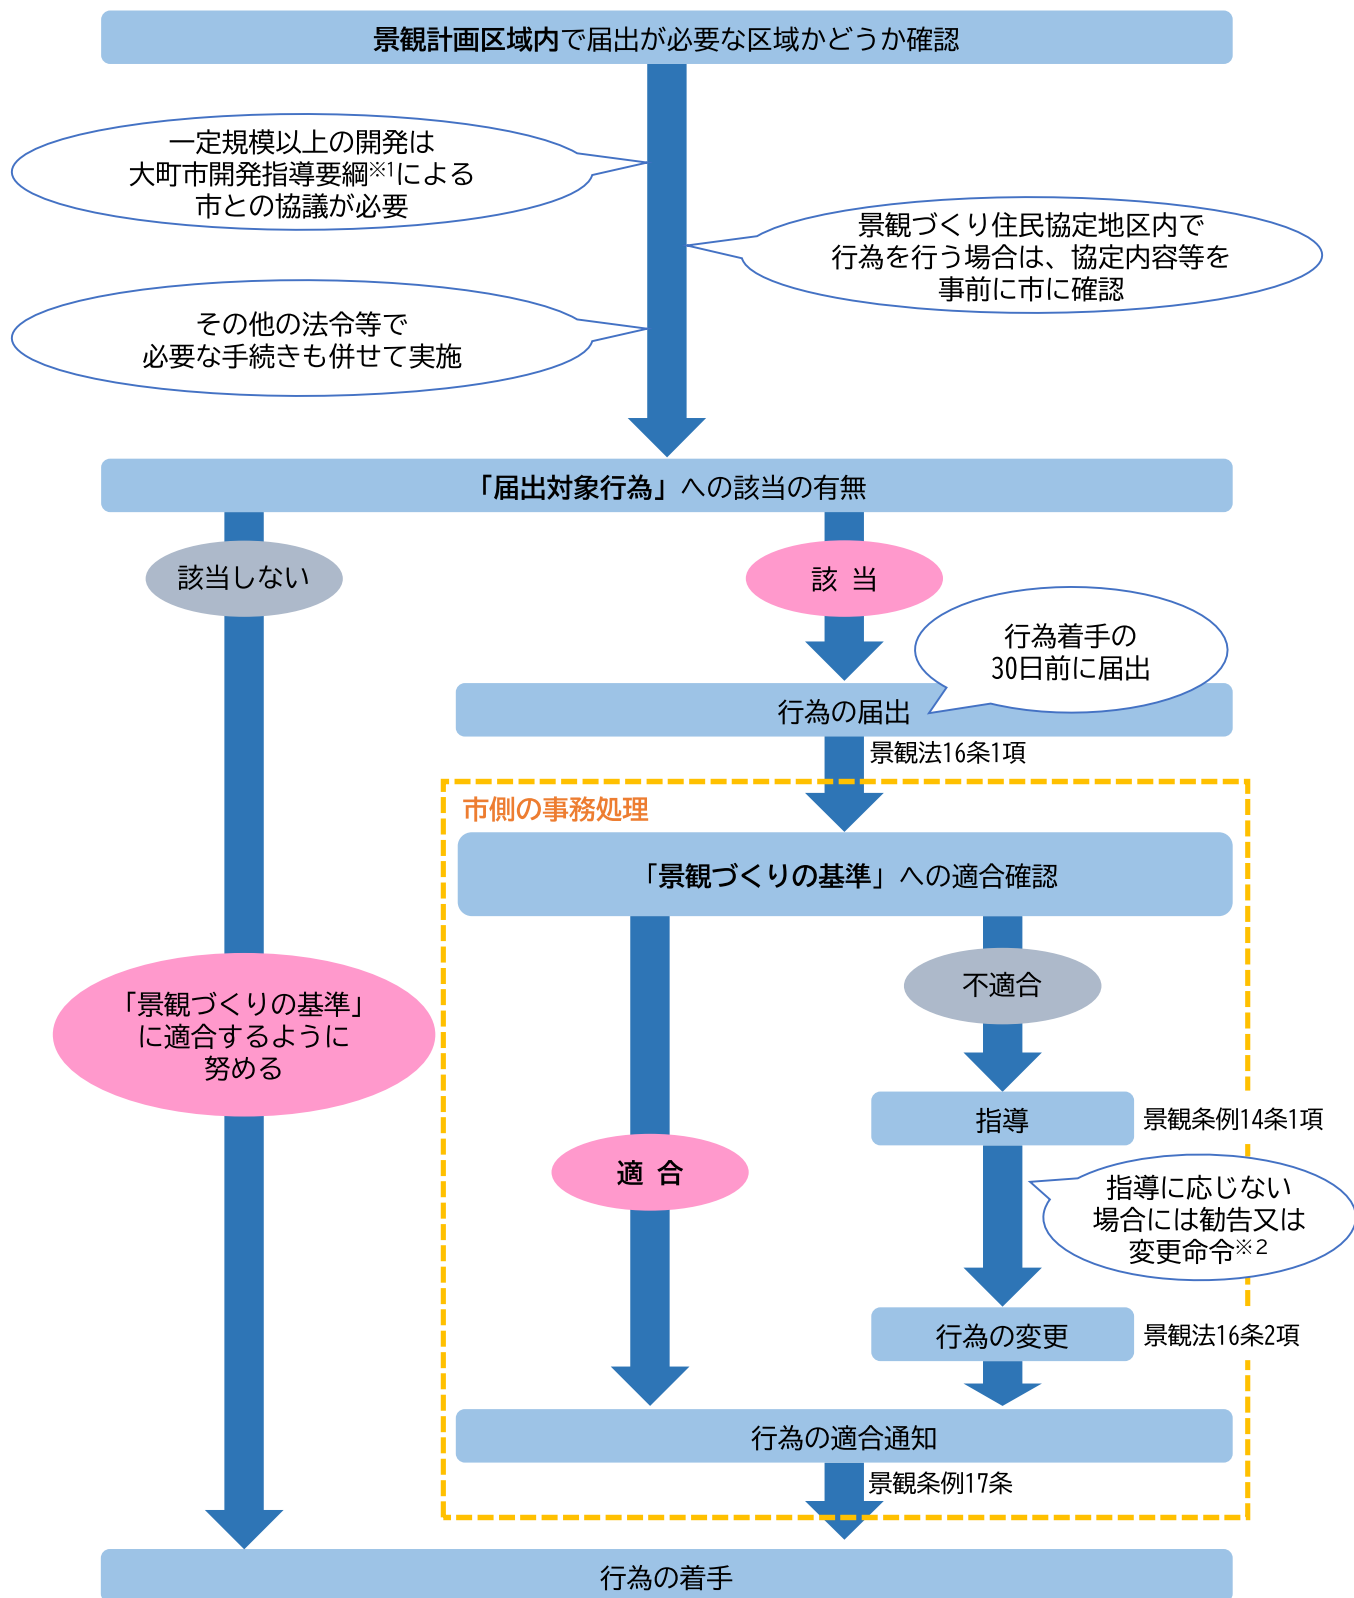 景観計画区域内で届出が必要な区域かどうか確認
一定規模以上の開発は
大町市開発指導要綱※1による
市との協議が必要
景観づくり住民協定地区内で
行為を行う場合は、協定内容等を
事前に市に確認
その他の法令等で
必要な手続きも併せて実施
「届出対象行為」への該当の有無
該当しない
該 当
行為着手の
30日前に届出
行為の届出
景観法16条1項
市側の事務処理
「景観づくりの基準」への適合確認
不適合
「景観づくりの基準」
に適合するように
努める
指導
景観条例14条1項
適 合
指導に応じない
場合には勧告又は
変更命令※2
行為の変更
景観法16条2項
行為の適合通知
景観条例17条
行為の着手